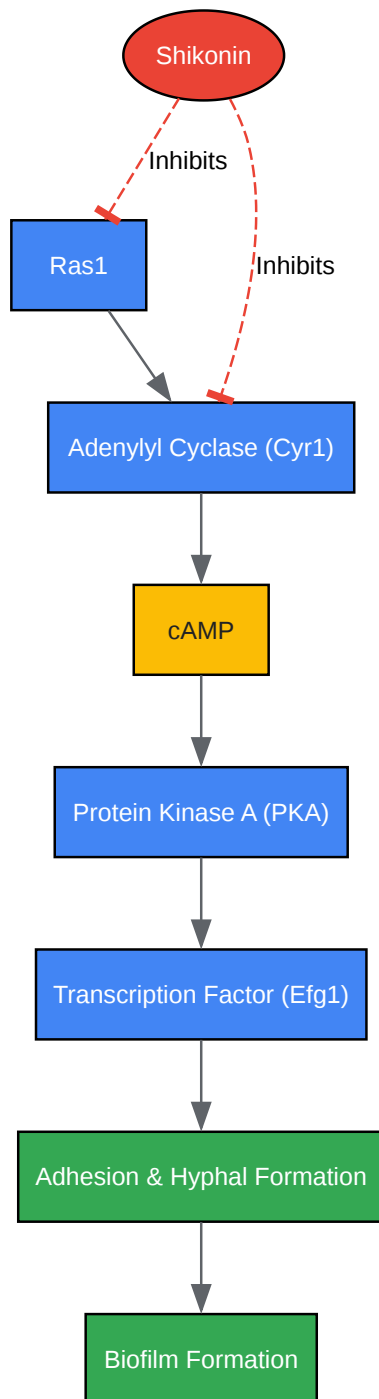 Shikonin
Inhibits
Ras1
Inhibits
Adenylyl Cyclase (Cyr1)
cAMP
Protein Kinase A (PKA)
Transcription Factor (Efg1)
Adhesion & Hyphal Formation
Biofilm Formation